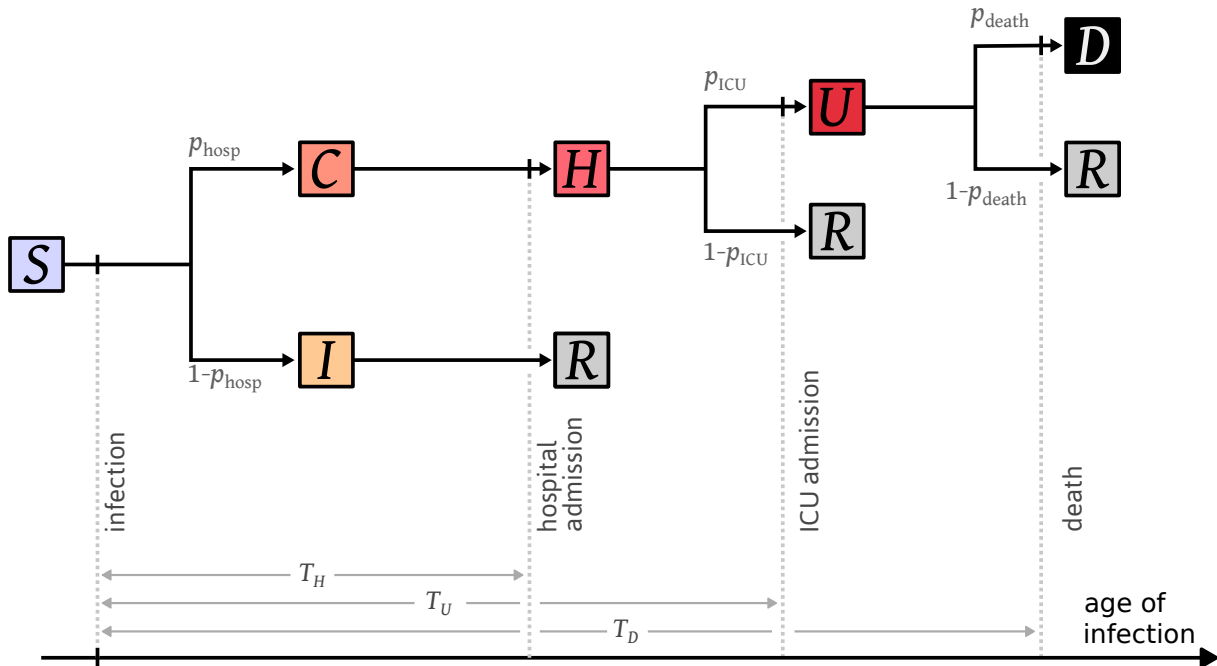 p_death
D
p_ICU
U
p_hosp
C
H
R
1-p_death
R
1-p_ICU
S
I
R
1-p_hosp
infection
hospital
admission
ICU admission
death
T_H
T_U
T_D
age of
infection